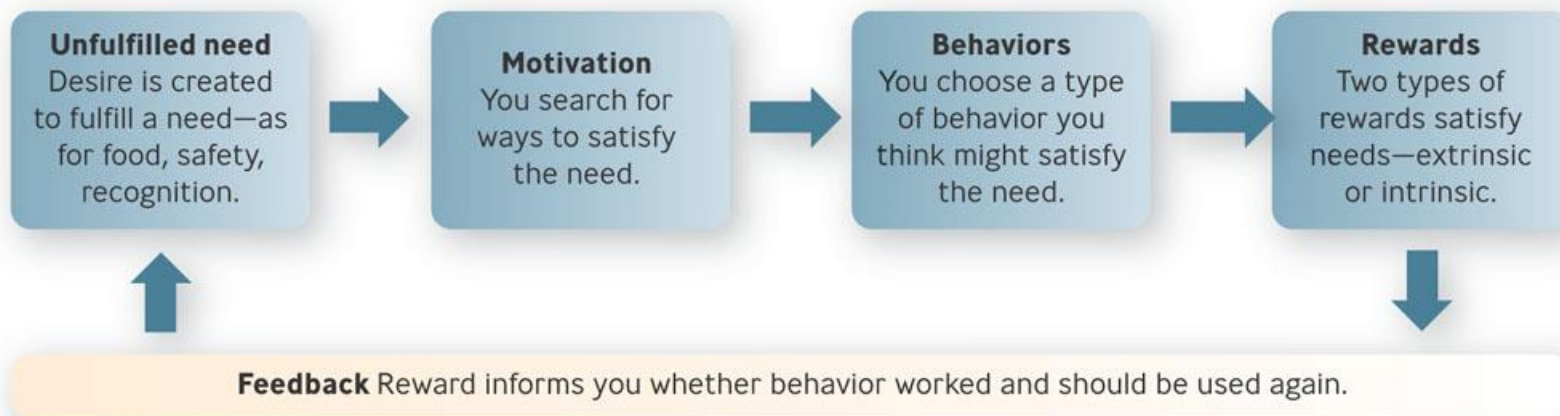 Unfulfilled need
Desire is created
to fulfill a need—as
for food, safety,
recognition.
Motivation
You search for
ways to satisfy
the need.
Behaviors
You choose a type
of behavior you
think might satisfy
the need.
Rewards
Two types of
rewards satisfy
needs—extrinsic
or intrinsic.
Feedback Reward informs you whether behavior worked and should be used again.